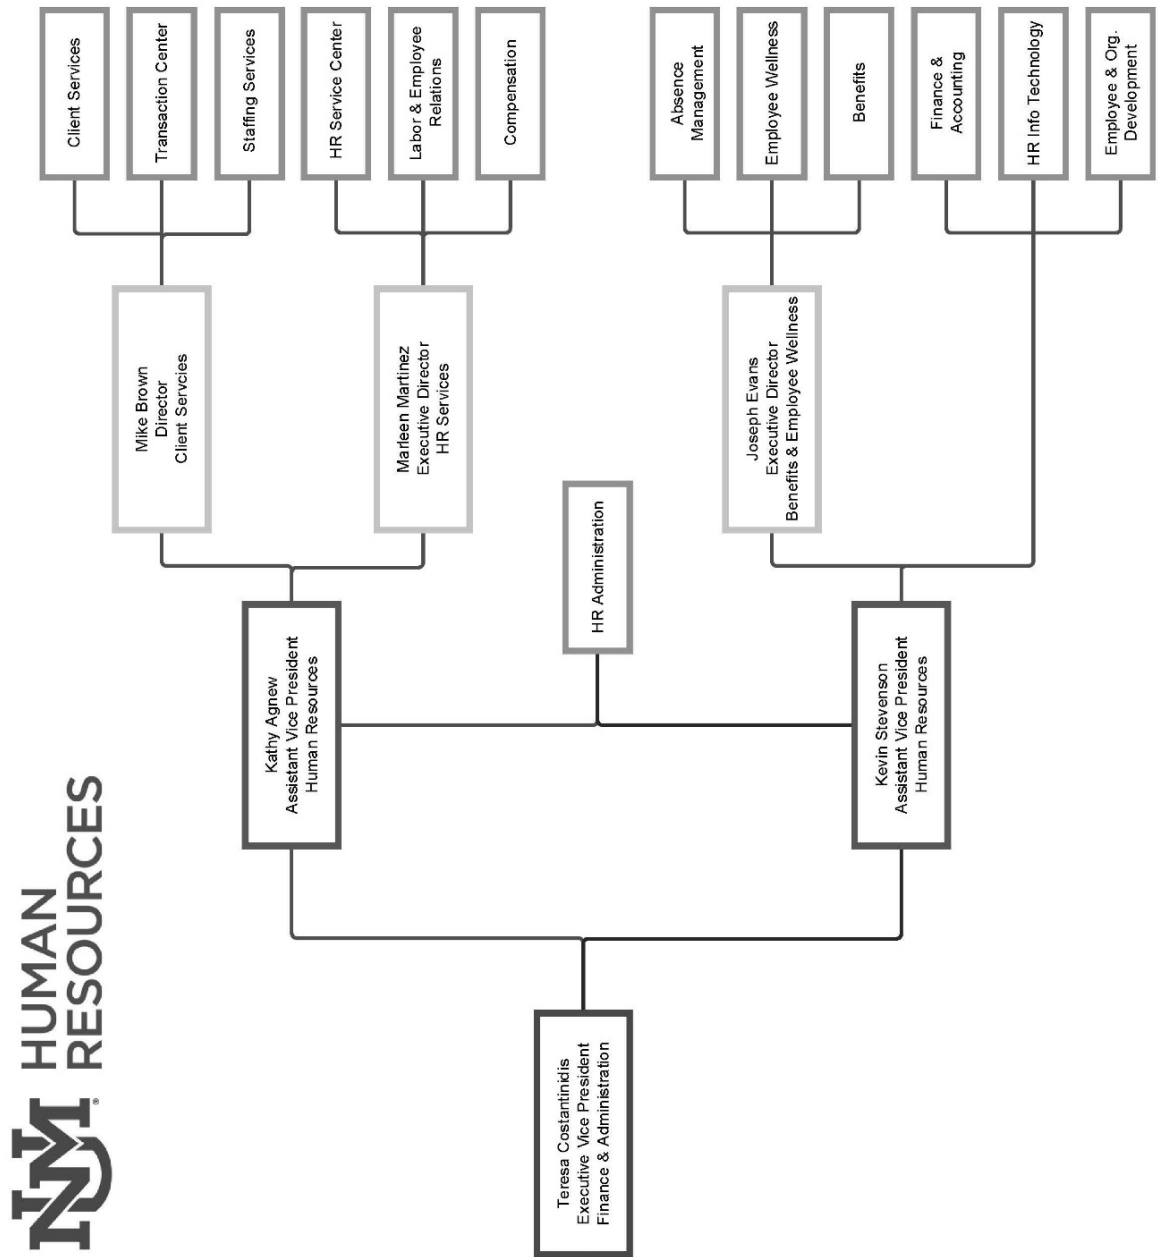 UNM®
HUMAN
RESOURCES
Teresa Costantinidis
Executive Vice President
Finance & Administration
Kathy Agnew
Assistant Vice President
Human Resources
Kevin Stevenson
Assistant Vice President
Human Resources
HR Administration
Mike Brown
Director
Client Servcies
Marleen Martinez
Executive Director
HR Services
Joseph Evans
Executive Director
Benefits & Employee Wellness
Client Services
Transaction Center
Staffing Services
HR Service Center
Labor & Employee
Relations
Compensation
Absence
Management
Employee Wellness
Benefits
Finance &
Accounting
HR Info Technology
Employee & Org.
Development